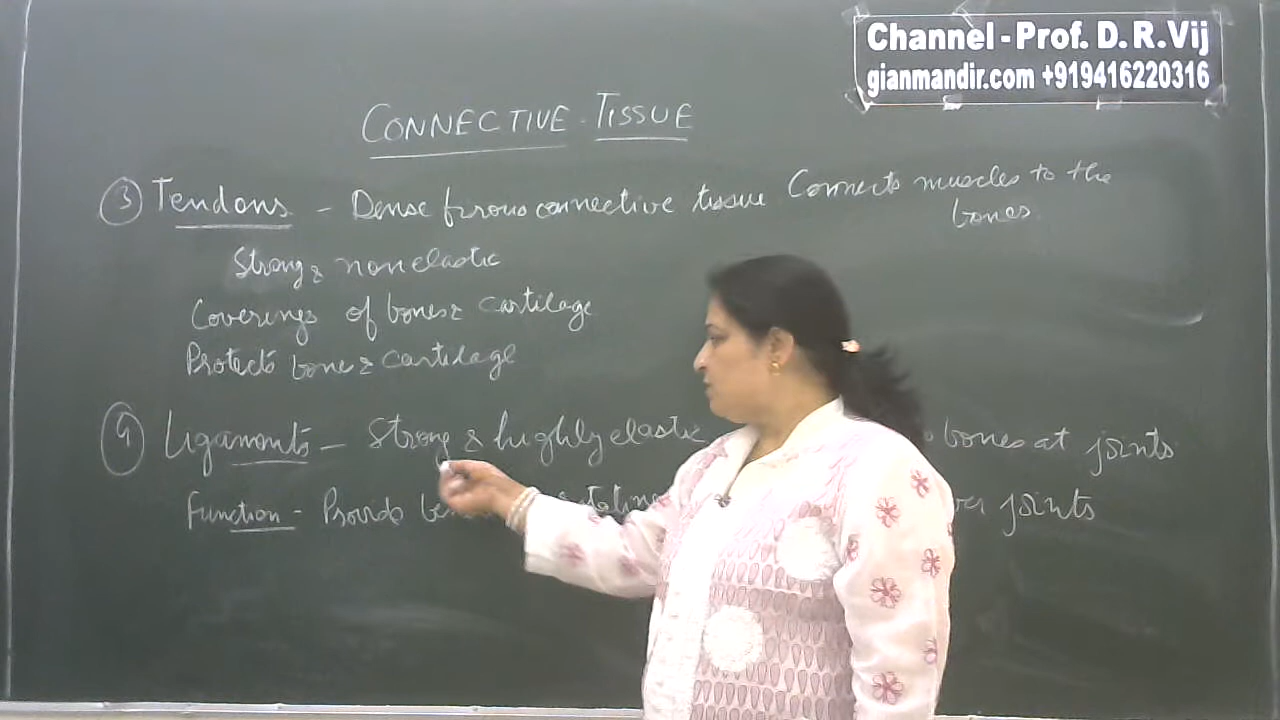 Channel - Prof. D. R. Vij
gianmandir.com +919416220316
CONNECTIVE TISSUE
③ Tendons - Dense firous connective tissue Connects muscles to the
bones.
Strong & nonelastic
Coverings of bones & cartilage
Protects bone & cartilage
④ Ligaments - Strong & highly elastic bones at joints
Function - Provide joints